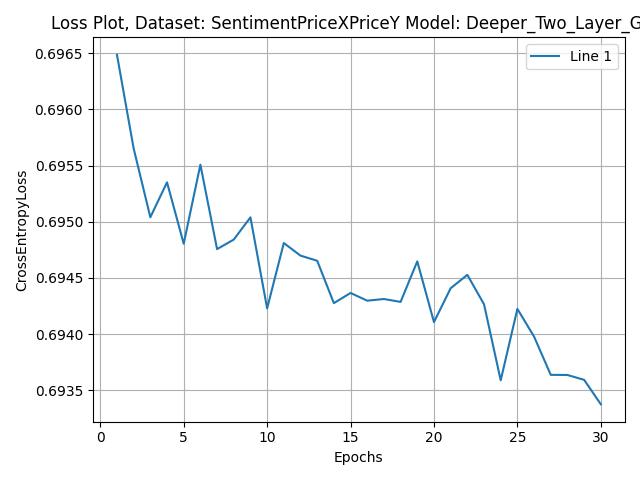 Loss Plot, Dataset: SentimentPriceXPriceY Model: Deeper_Two_Layer_G
Line 1
0.6965
0.6960
0.6955
0.6950
0.6945
0.6940
0.6935
CrossEntropyLoss
0 5 10 15 20 25 30
Epochs